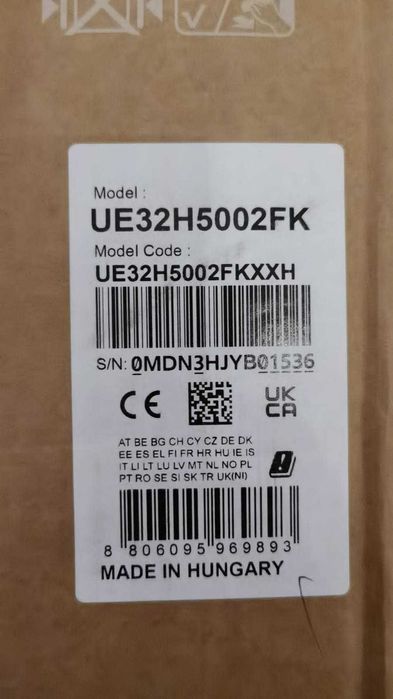 Model :
UE32H5002FK
Model Code :
UE32H5002FKXXH
S/N: 0MDN3HJYB01536
CE
UK
CA
AT BE BG CH CY CZ DE DK
EE ES EL FI FR HR HU IE IS
IT LI LT LU LV MT NL NO PL
PT RO SE SI SK TR UK(NI)
8 806095 969893
MADE IN HUNGARY